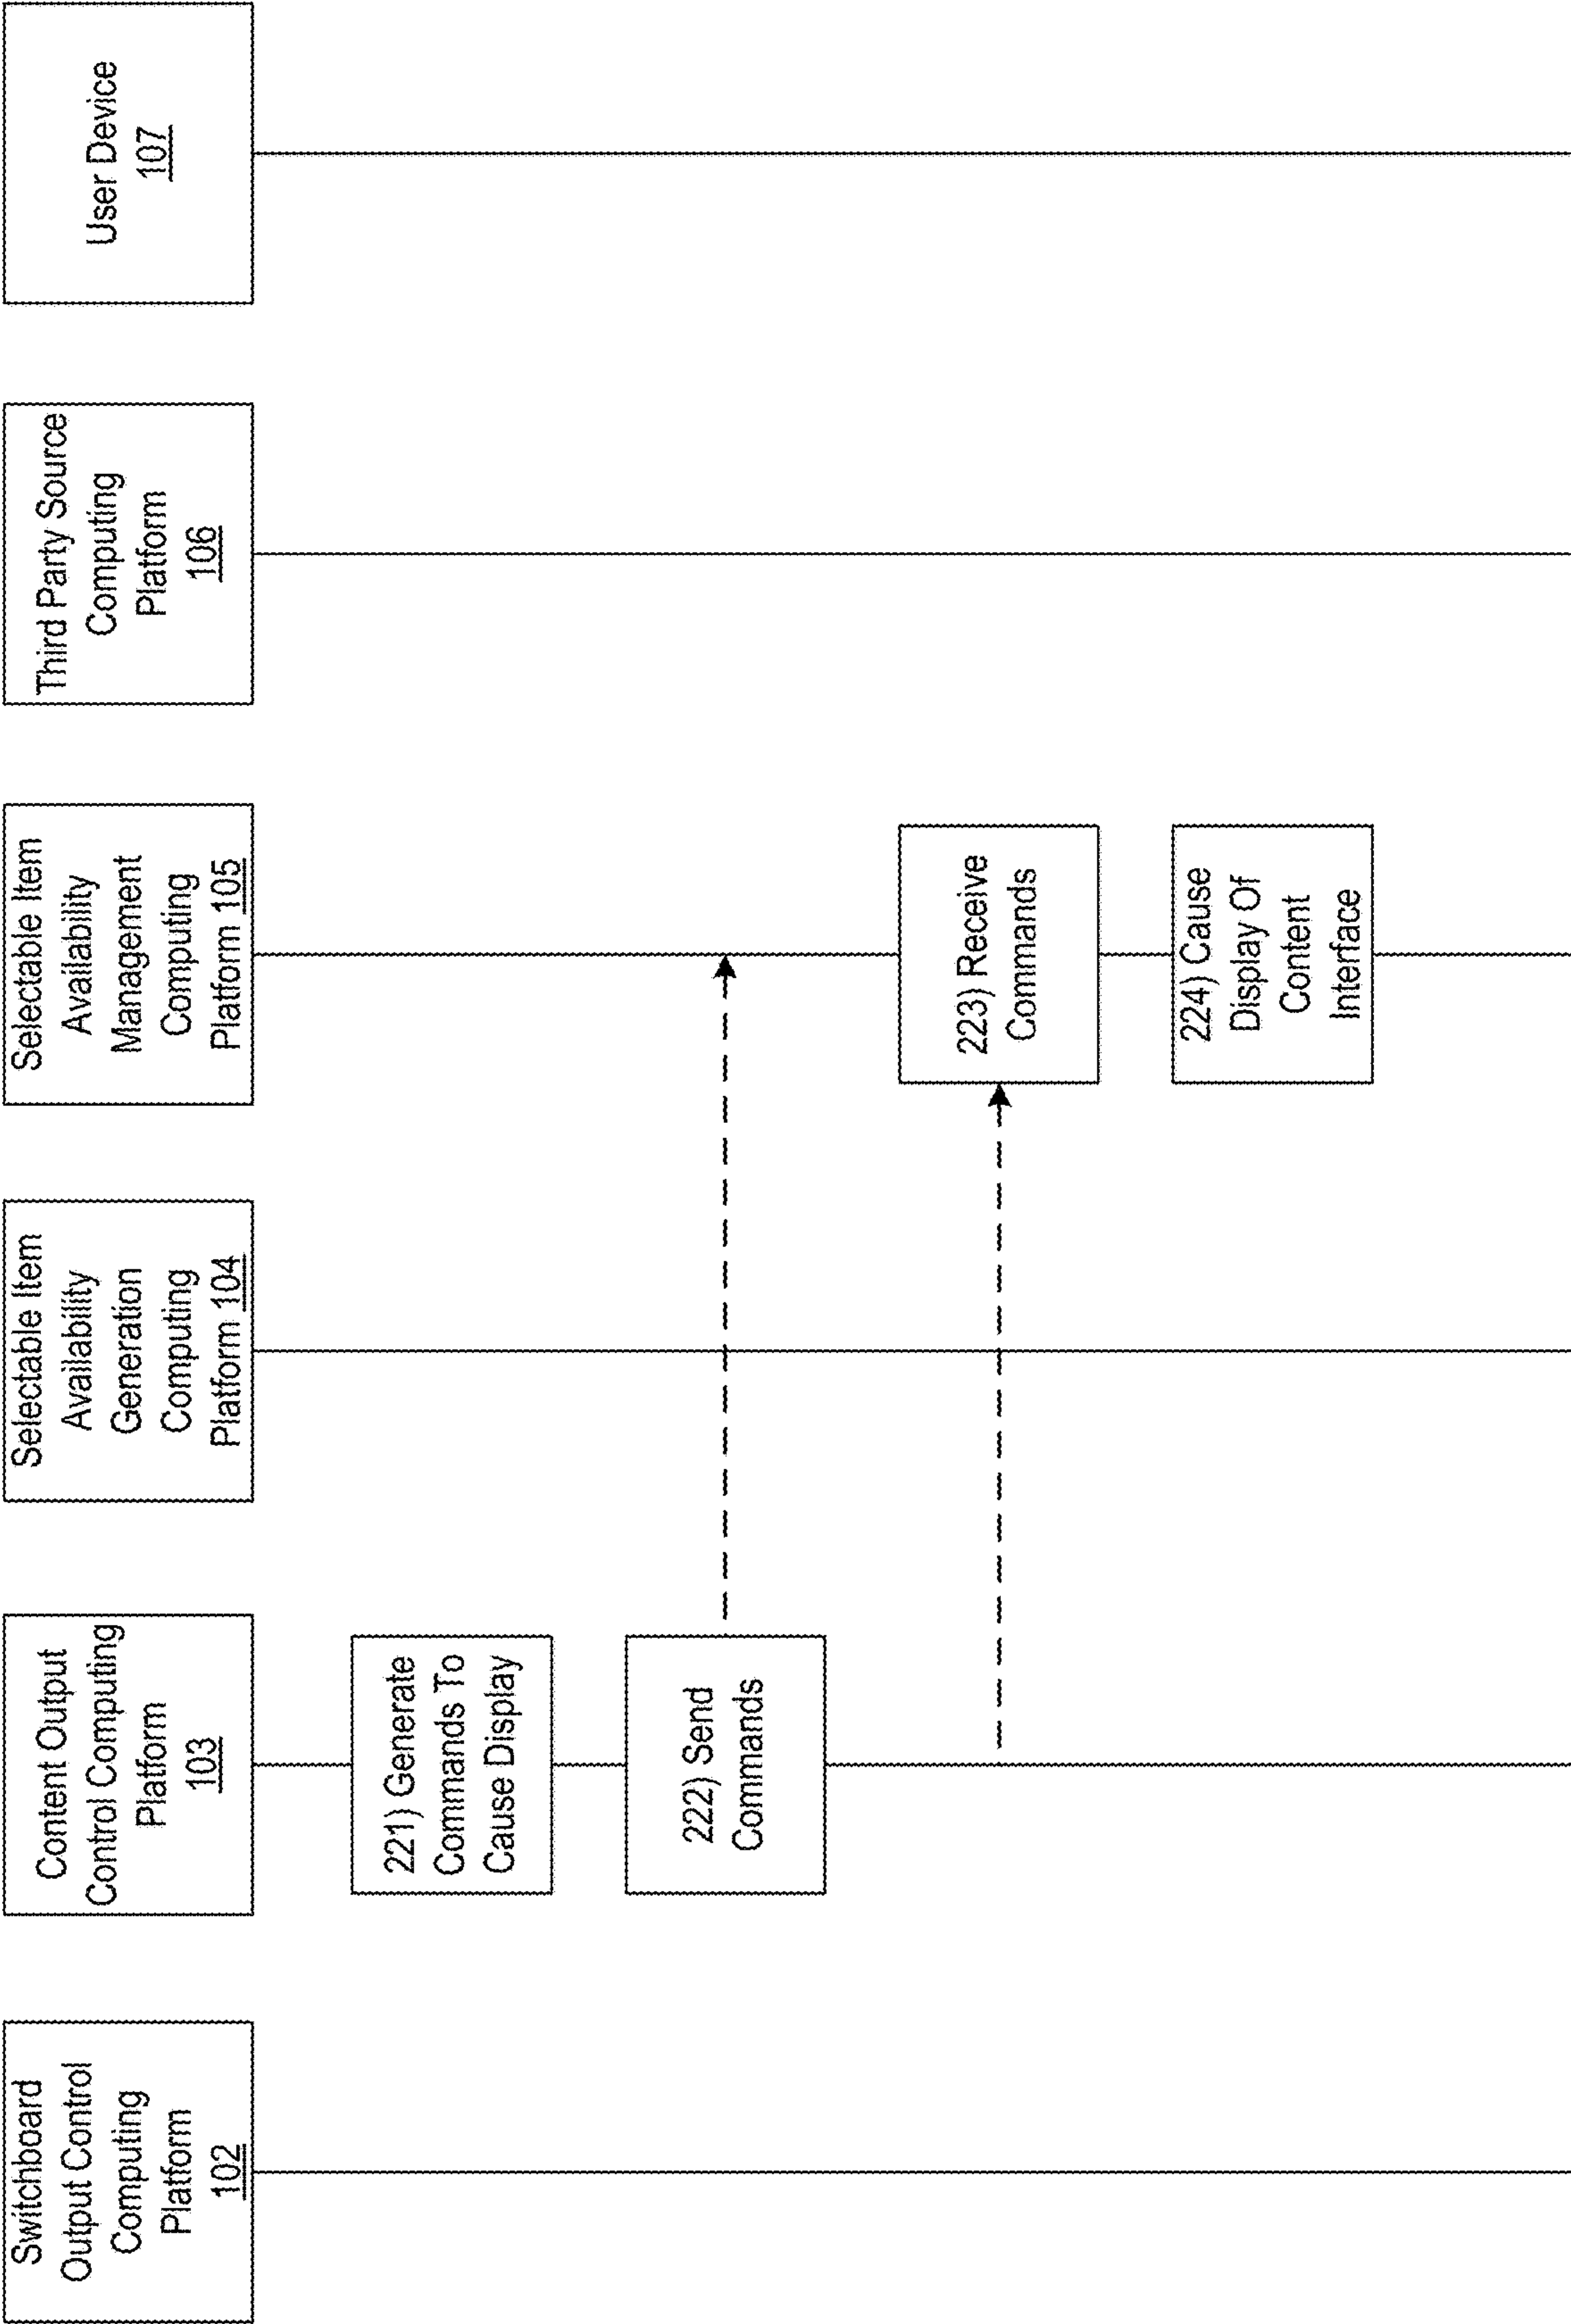 Switchboard
Output Control
Computing
Platform
102
Content Output
Control Computing
Platform
103
Selectable Item
Availability
Generation
Computing
Platform 104
Selectable Item
Availability
Management
Computing
Platform 105
Third Party Source
Computing
Platform
106
User Device
107
221) Generate
Commands To
Cause Display
222) Send
Commands
223) Receive
Commands
224) Cause
Display Of
Content
Interface